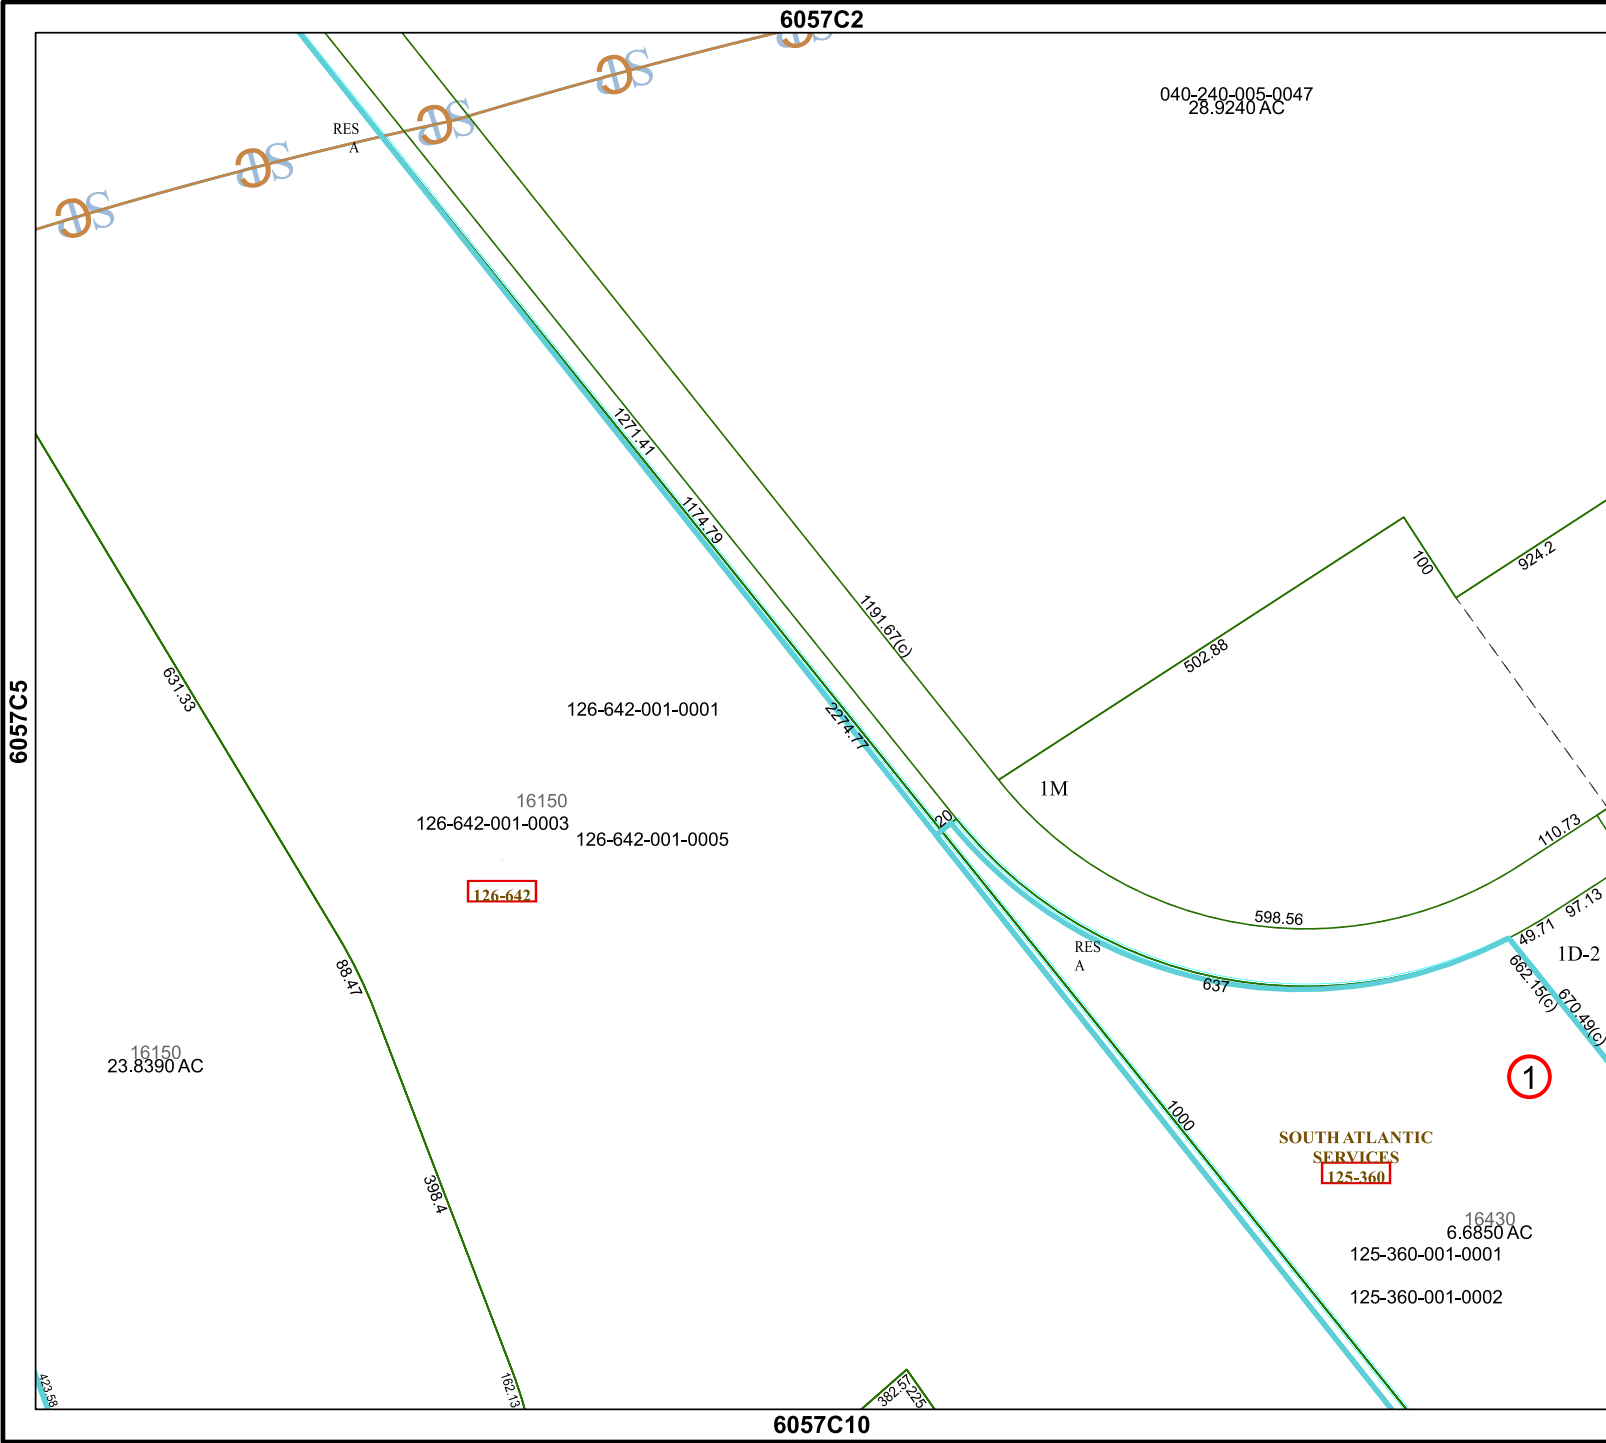 6057C2
040-240-005-0047
28.9240 AC
RES
A
1271.41
1174.79
1191.67(c)
100
924.2
502.88
631.33
6057C5
126-642-001-0001
2274.77
1M
16150
126-642-001-0003
126-642-001-0005
20
110.73
126-642
598.56
97.13
49.71
RES
A
1D-2
637
662.15(c)
670.49(c)
88.47
16150
23.8390 AC
1
1000
SOUTH ATLANTIC
SERVICES
125-360
398.4
16430
6.6850 AC
125-360-001-0001
125-360-001-0002
423.58
162.13
382.57
225
6057C10